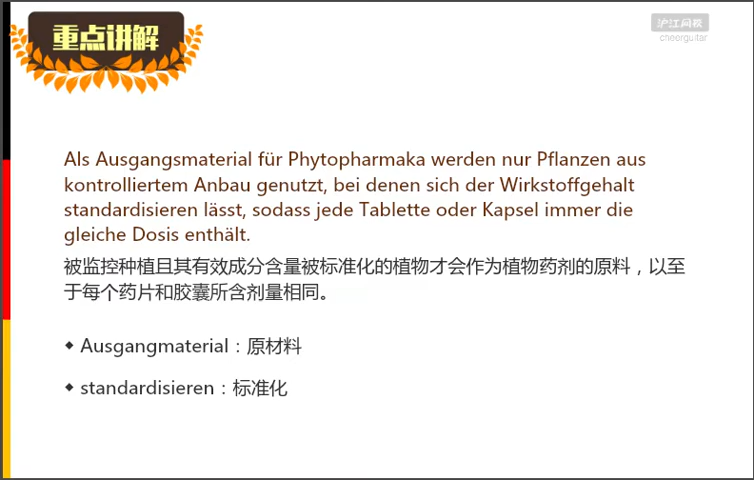 重点讲解
沪江网校
cheerguitar
Als Ausgangsmaterial für Phytopharmaka werden nur Pflanzen aus
kontrolliertem Anbau genutzt, bei denen sich der Wirkstoffgehalt
standardisieren lässt, sodass jede Tablette oder Kapsel immer die
gleiche Dosis enthält.
被监控种植且其有效成分含量被标准化的植物才会作为植物药剂的原料，以至
于每个药片和胶囊所含剂量相同。
◆ Ausgangmaterial：原材料
◆ standardisieren：标准化